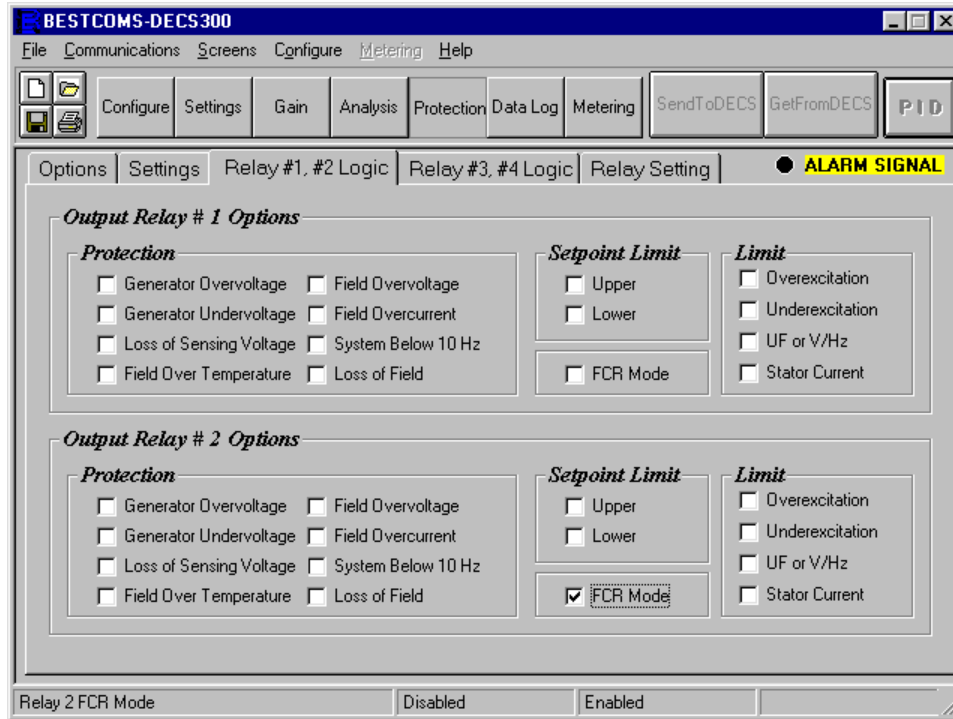 BESTCOMS-DECS300
File Communications Screens Configure Metering Help
Configure Settings Gain Analysis Protection Data Log Metering SendToDECS GetFromDECS PID
Options Settings Relay #1, #2 Logic Relay #3, #4 Logic Relay Setting ALARM SIGNAL
Output Relay # 1 Options
Protection Setpoint Limit Limit
Generator Overvoltage Field Overvoltage Upper Overexcitation
Generator Undervoltage Field Overcurrent Lower Underexcitation
Loss of Sensing Voltage System Below 10 Hz UF or V/Hz
Field Over Temperature Loss of Field FCR Mode Stator Current
Output Relay # 2 Options
Protection Setpoint Limit Limit
Generator Overvoltage Field Overvoltage Upper Overexcitation
Generator Undervoltage Field Overcurrent Lower Underexcitation
Loss of Sensing Voltage System Below 10 Hz UF or V/Hz
Field Over Temperature Loss of Field FCR Mode Stator Current
Relay 2 FCR Mode Disabled Enabled